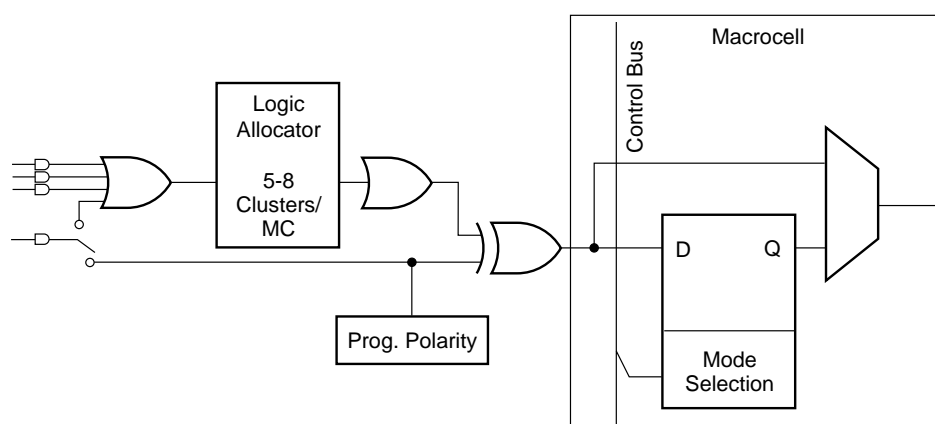 Macrocell
Control Bus
Logic
Allocator
5-8
Clusters/
MC
D
Q
Prog. Polarity
Mode
Selection